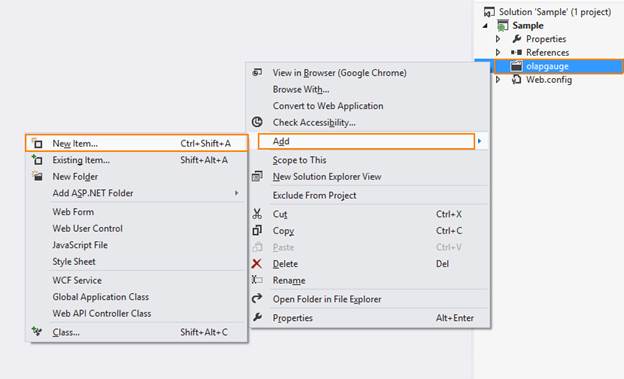 Solution 'Sample' (1 project)
Sample
Properties
References
olapgauge
Web.config
View in Browser (Google Chrome)
Browse With...
Convert to Web Application
Check Accessibility...
Add
Scope to This
New Solution Explorer View
Exclude From Project
Cut Ctrl+X
Copy Ctrl+C
Paste Ctrl+V
Delete Del
Rename
Open Folder in File Explorer
Properties Alt+Enter
New Item... Ctrl+Shift+A
Existing Item... Shift+Alt+A
New Folder
Add ASP.NET Folder
Web Form
Web User Control
JavaScript File
Style Sheet
WCF Service
Global Application Class
Web API Controller Class
Class... Shift+Alt+C